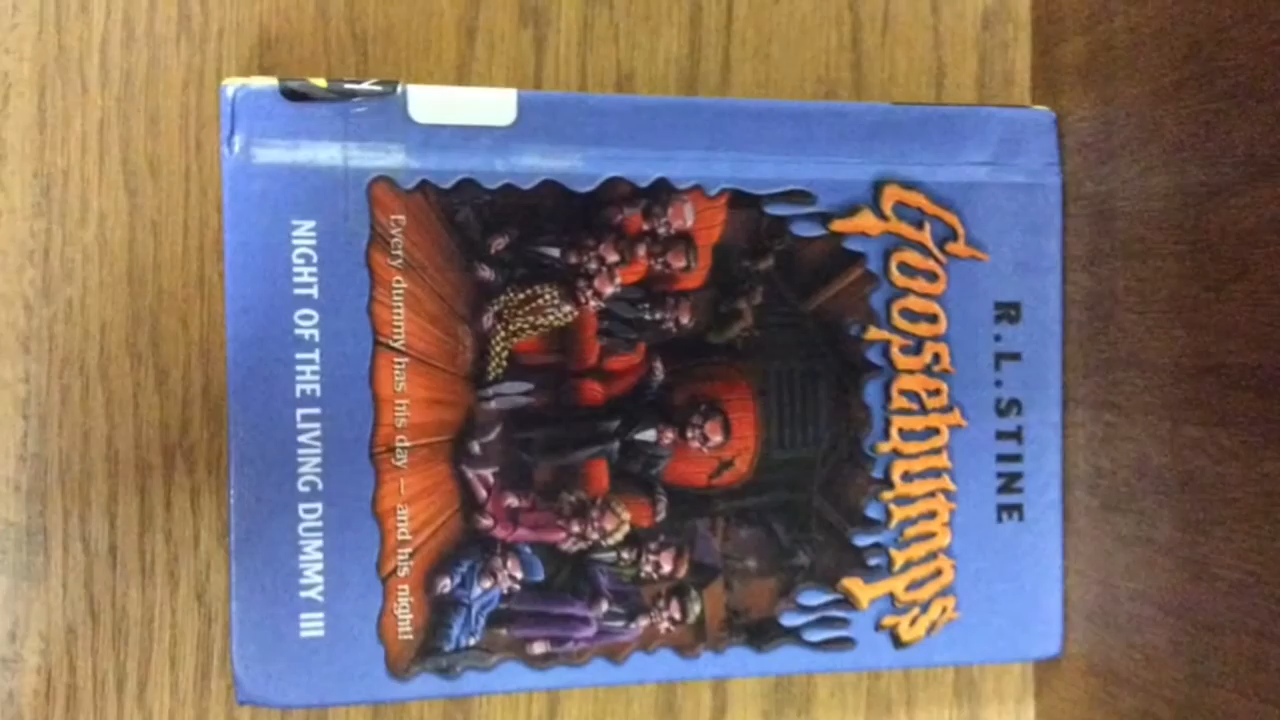 R.L.STINE
Goosebumps
Every dummy has his day — and his night!
NIGHT OF THE LIVING DUMMY III